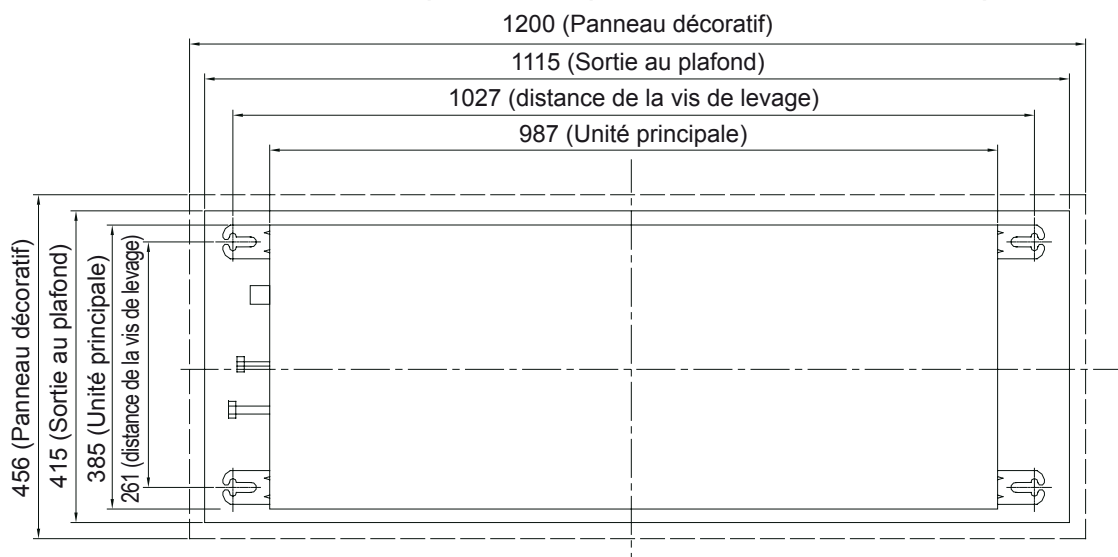 1200 (Panneau décoratif)
1115 (Sortie au plafond)
1027 (distance de la vis de levage)
987 (Unité principale)
456 (Panneau décoratif)
415 (Sortie au plafond)
385 (Unité principale)
261 (distance de la vis de levage)